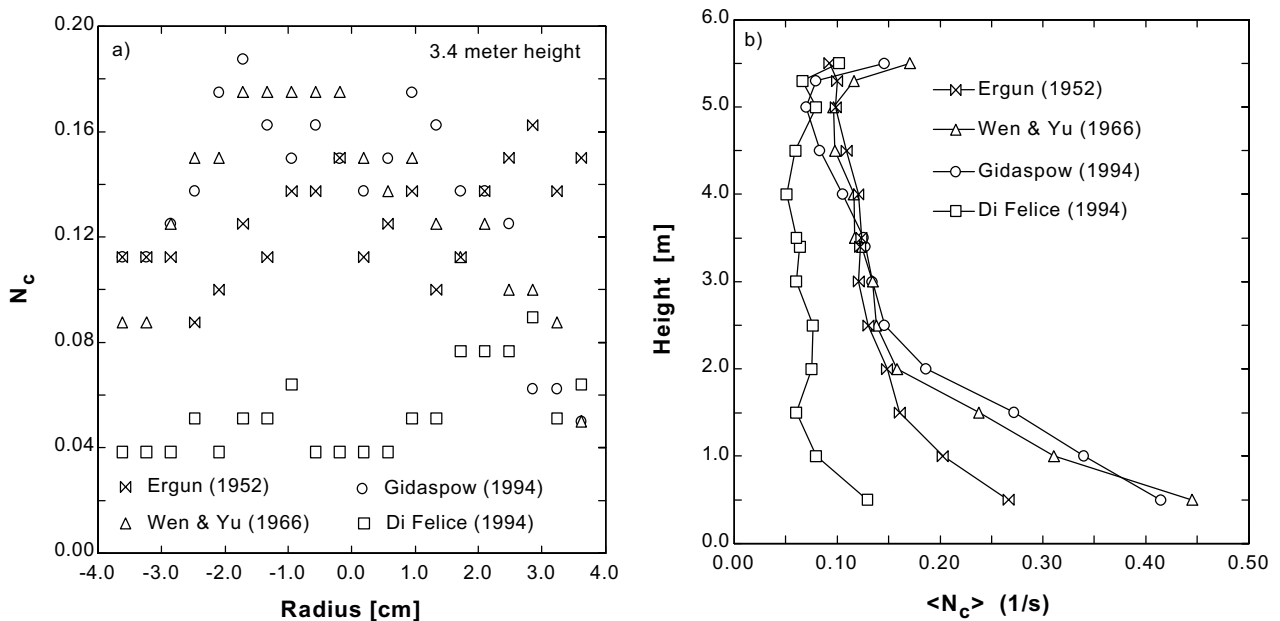 a)
3.4 meter height
0.20
0.16
0.12
0.08
0.04
0.00
N_c
Ergun (1952)
Gidaspow (1994)
Wen & Yu (1966)
Di Felice (1994)
-4.0 -3.0 -2.0 -1.0 0.0 1.0 2.0 3.0 4.0
Radius [cm]
b)
6.0
5.0
4.0
3.0
2.0
1.0
s.0
Height [m]
Ergun (1952)
Wen & Yu (1966)
Gidaspow (1994)
Di Felice (1994)
0.00 0.10 0.20 0.30 0.40 0.50
<N_c> (1/s)